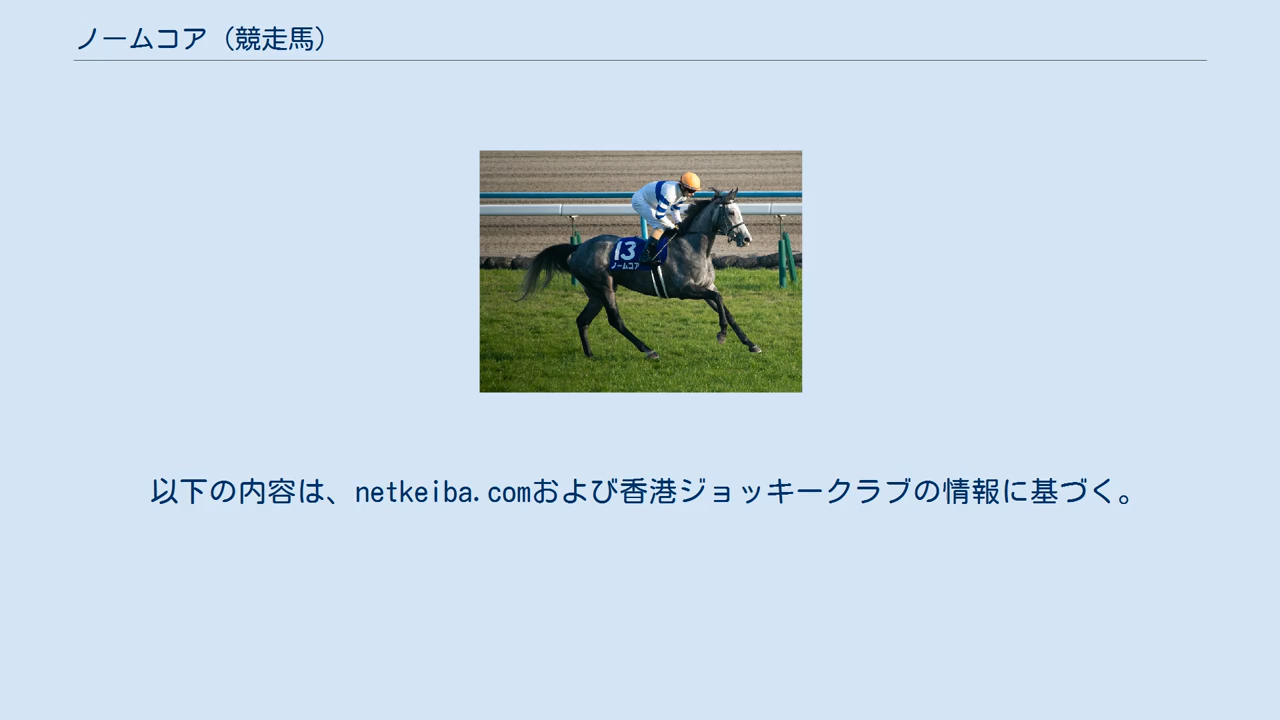 ノームコア（競走馬）
13
ノームコア
以下の内容は、netkeiba.comおよび香港ジョッキークラブの情報に基づく。